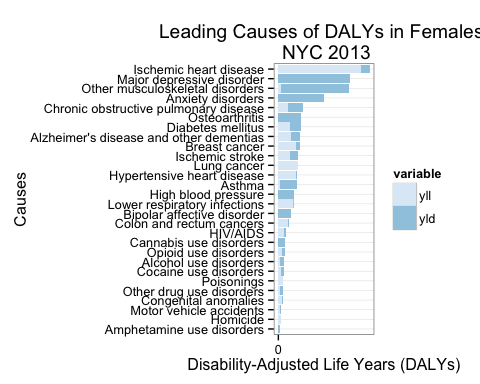 Leading Causes of DALYs in Females
NYC 2013
Causes
Ischemic heart disease
Major depressive disorder
Other musculoskeletal disorders
Anxiety disorders
Chronic obstructive pulmonary disease
Osteoarthritis
Diabetes mellitus
Alzheimer's disease and other dementias
Breast cancer
Ischemic stroke
Lung cancer
Hypertensive heart disease
Asthma
High blood pressure
Lower respiratory infections
Bipolar affective disorder
Colon and rectum cancers
HIV/AIDS
Cannabis use disorders
Opioid use disorders
Alcohol use disorders
Cocaine use disorders
Poisonings
Other drug use disorders
Congenital anomalies
Motor vehicle accidents
Homicide
Amphetamine use disorders
0
Disability-Adjusted Life Years (DALYs)
variable
yll
yld